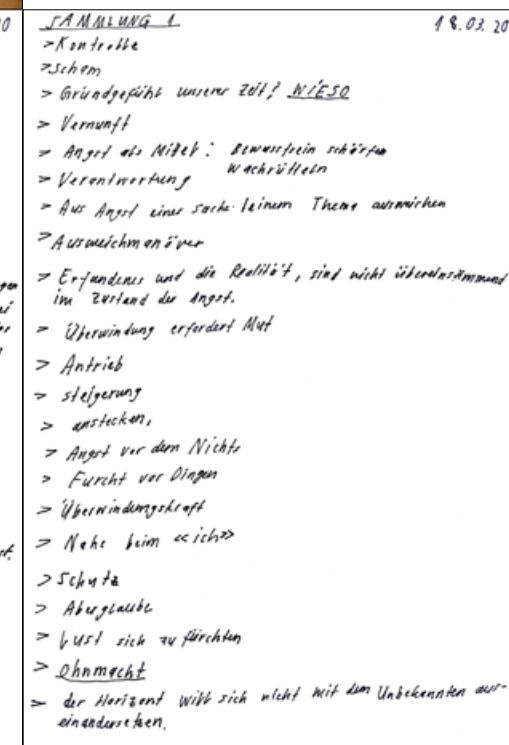 SAMMLUNG 1 18.03.20
> Kontrolle
> Scham
> Grundgefühl unserer Zeit? WIESO
> Vernunft
> Angst als Mittel: Bewusstsein schärfen
wachrütteln
> Verantwortung
> Aus Angst einer Sache. / einem Thema ausweichen
> Ausweichmanöver
> Erfundenes und die Realität, sind nicht übereinstimmend
im Zustand der Angst.
> Überwindung erfordert Mut
> Antrieb
> steigerung
> anstecken,
> Angst vor dem Nichts
> Furcht vor Dingen
> Überwindungskraft
> Nahe beim «ich»
> Schutz
> Aberglaube
> Lust sich zu fürchten
> Ohnmacht
> der Horizont will sich nicht mit dem Unbekannten aus-
einandersetzen.